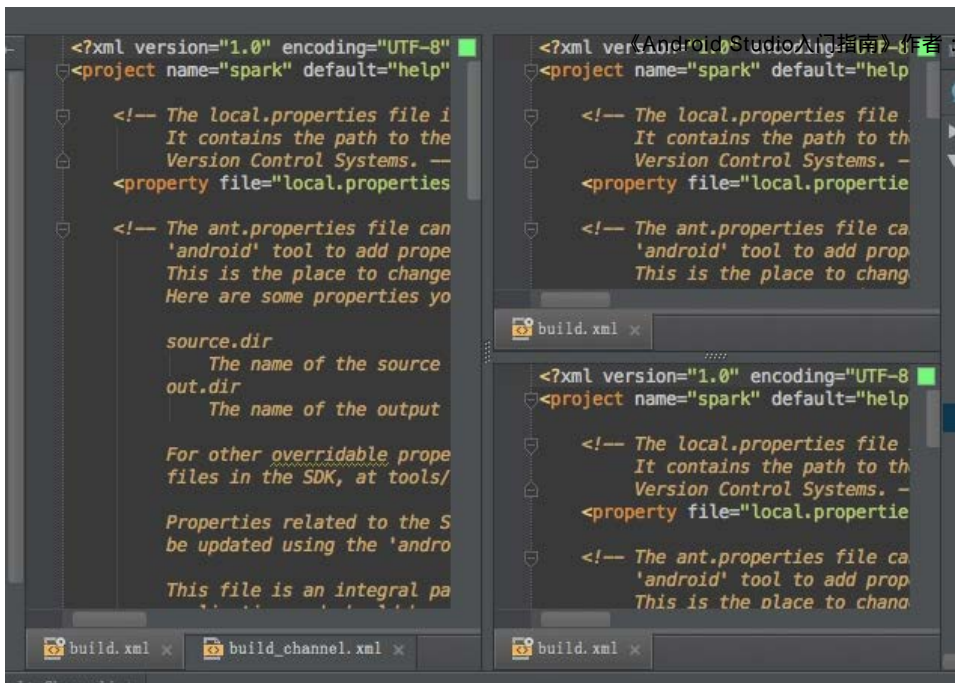 《Android Studio入门指南》作者：
<?xml version="1.0" encoding="UTF-8"
<project name="spark" default="help"
<!-- The local.properties file i
It contains the path to the
Version Control Systems. --
<property file="local.properties
<!-- The ant.properties file can
'android' tool to add prope
This is the place to change
Here are some properties yo
source.dir
The name of the source
out.dir
The name of the output
For other overridable prope
files in the SDK, at tools/
Properties related to the S
be updated using the 'andro
This file is an integral pa
build.xml
build_channel.xml
<?xml version="1.0" encoding="UTF-8
<project name="spark" default="help
<!-- The local.properties file
It contains the path to the
Version Control Systems. -
<property file="local.propertie
<!-- The ant.properties file ca
'android' tool to add prop
This is the place to chang
build.xml
<?xml version="1.0" encoding="UTF-8
<project name="spark" default="help
<!-- The local.properties file
It contains the path to th
Version Control Systems. -
<property file="local.propertie
<!-- The ant.properties file ca
'android' tool to add prop
This is the place to chang
build.xml